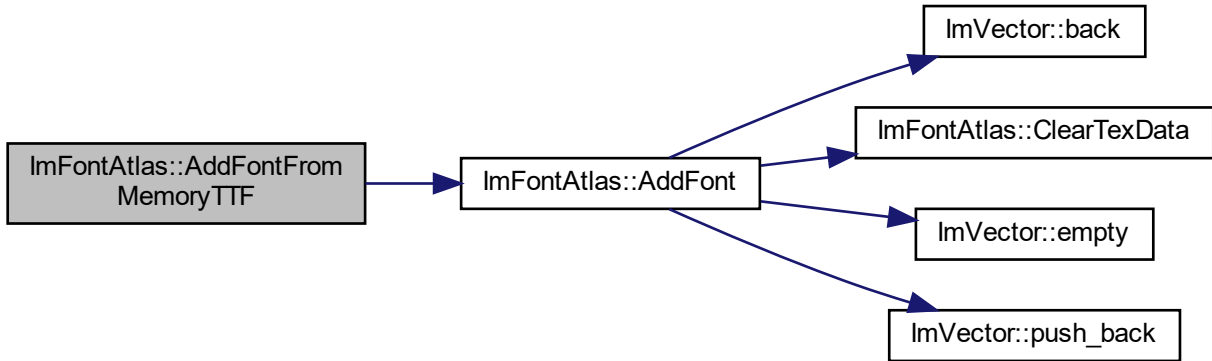 ImFontAtlas::AddFontFrom
MemoryTTF
ImFontAtlas::AddFont
ImVector::back
ImFontAtlas::ClearTexData
ImVector::empty
ImVector::push_back